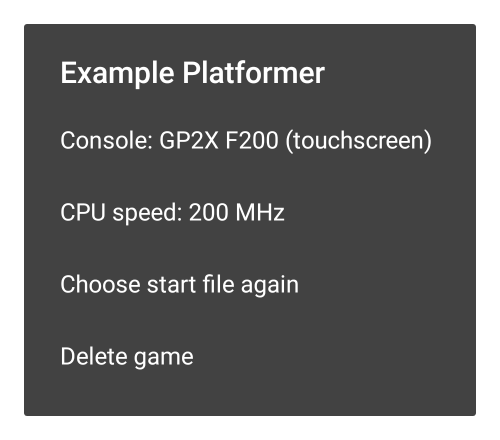 Example Platformer
Console: GP2X F200 (touchscreen)
CPU speed: 200 MHz
Choose start file again
Delete game